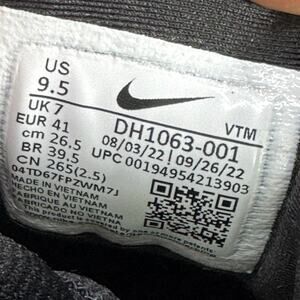 US
9.5
UK 7
EUR 41
cm 26.5
BR 39.5
CN 265(2.5)
VTM
DH1063-001
08/03/22 09/26/22
UPC 00194954213903
04TD67FPZWM7J
MADE IN VIETNAM
HECHO EN VIETNAM